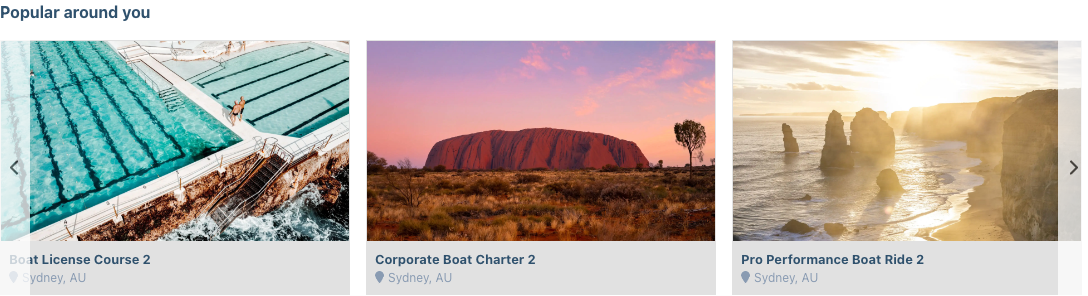 Popular around you
Boat License Course 2
Sydney, AU
Corporate Boat Charter 2
Sydney, AU
Pro Performance Boat Ride 2
Sydney, AU